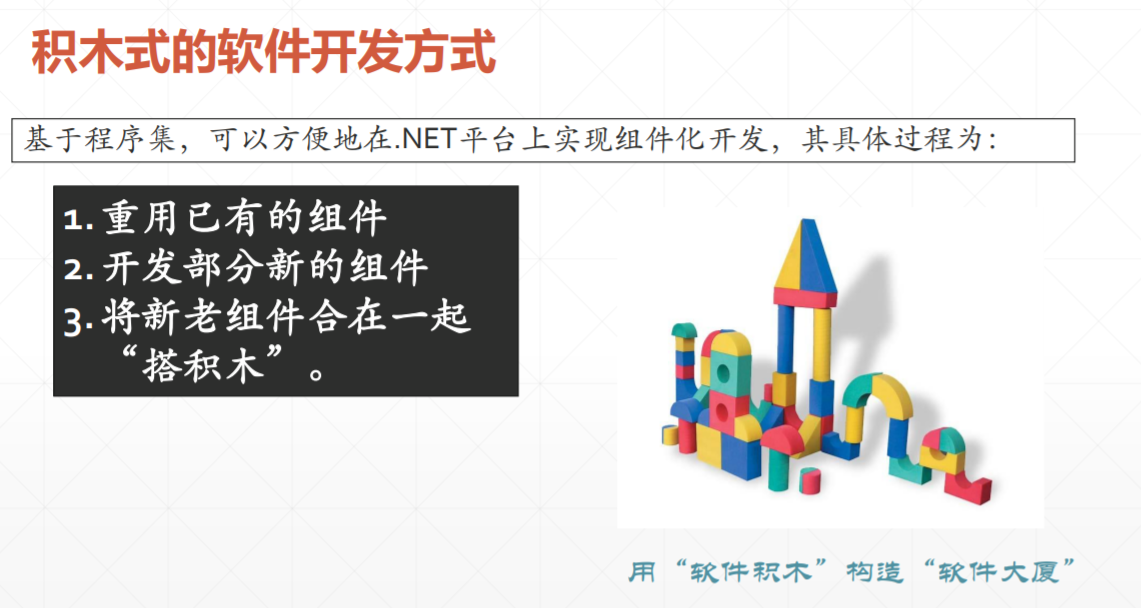 积木式的软件开发方式
基于程序集，可以方便地在.NET平台上实现组件化开发，其具体过程为：
1. 重用已有的组件
2. 开发部分新的组件
3. 将新老组件合在一起
“搭积木”。
用“软件积木”构造“软件大厦”